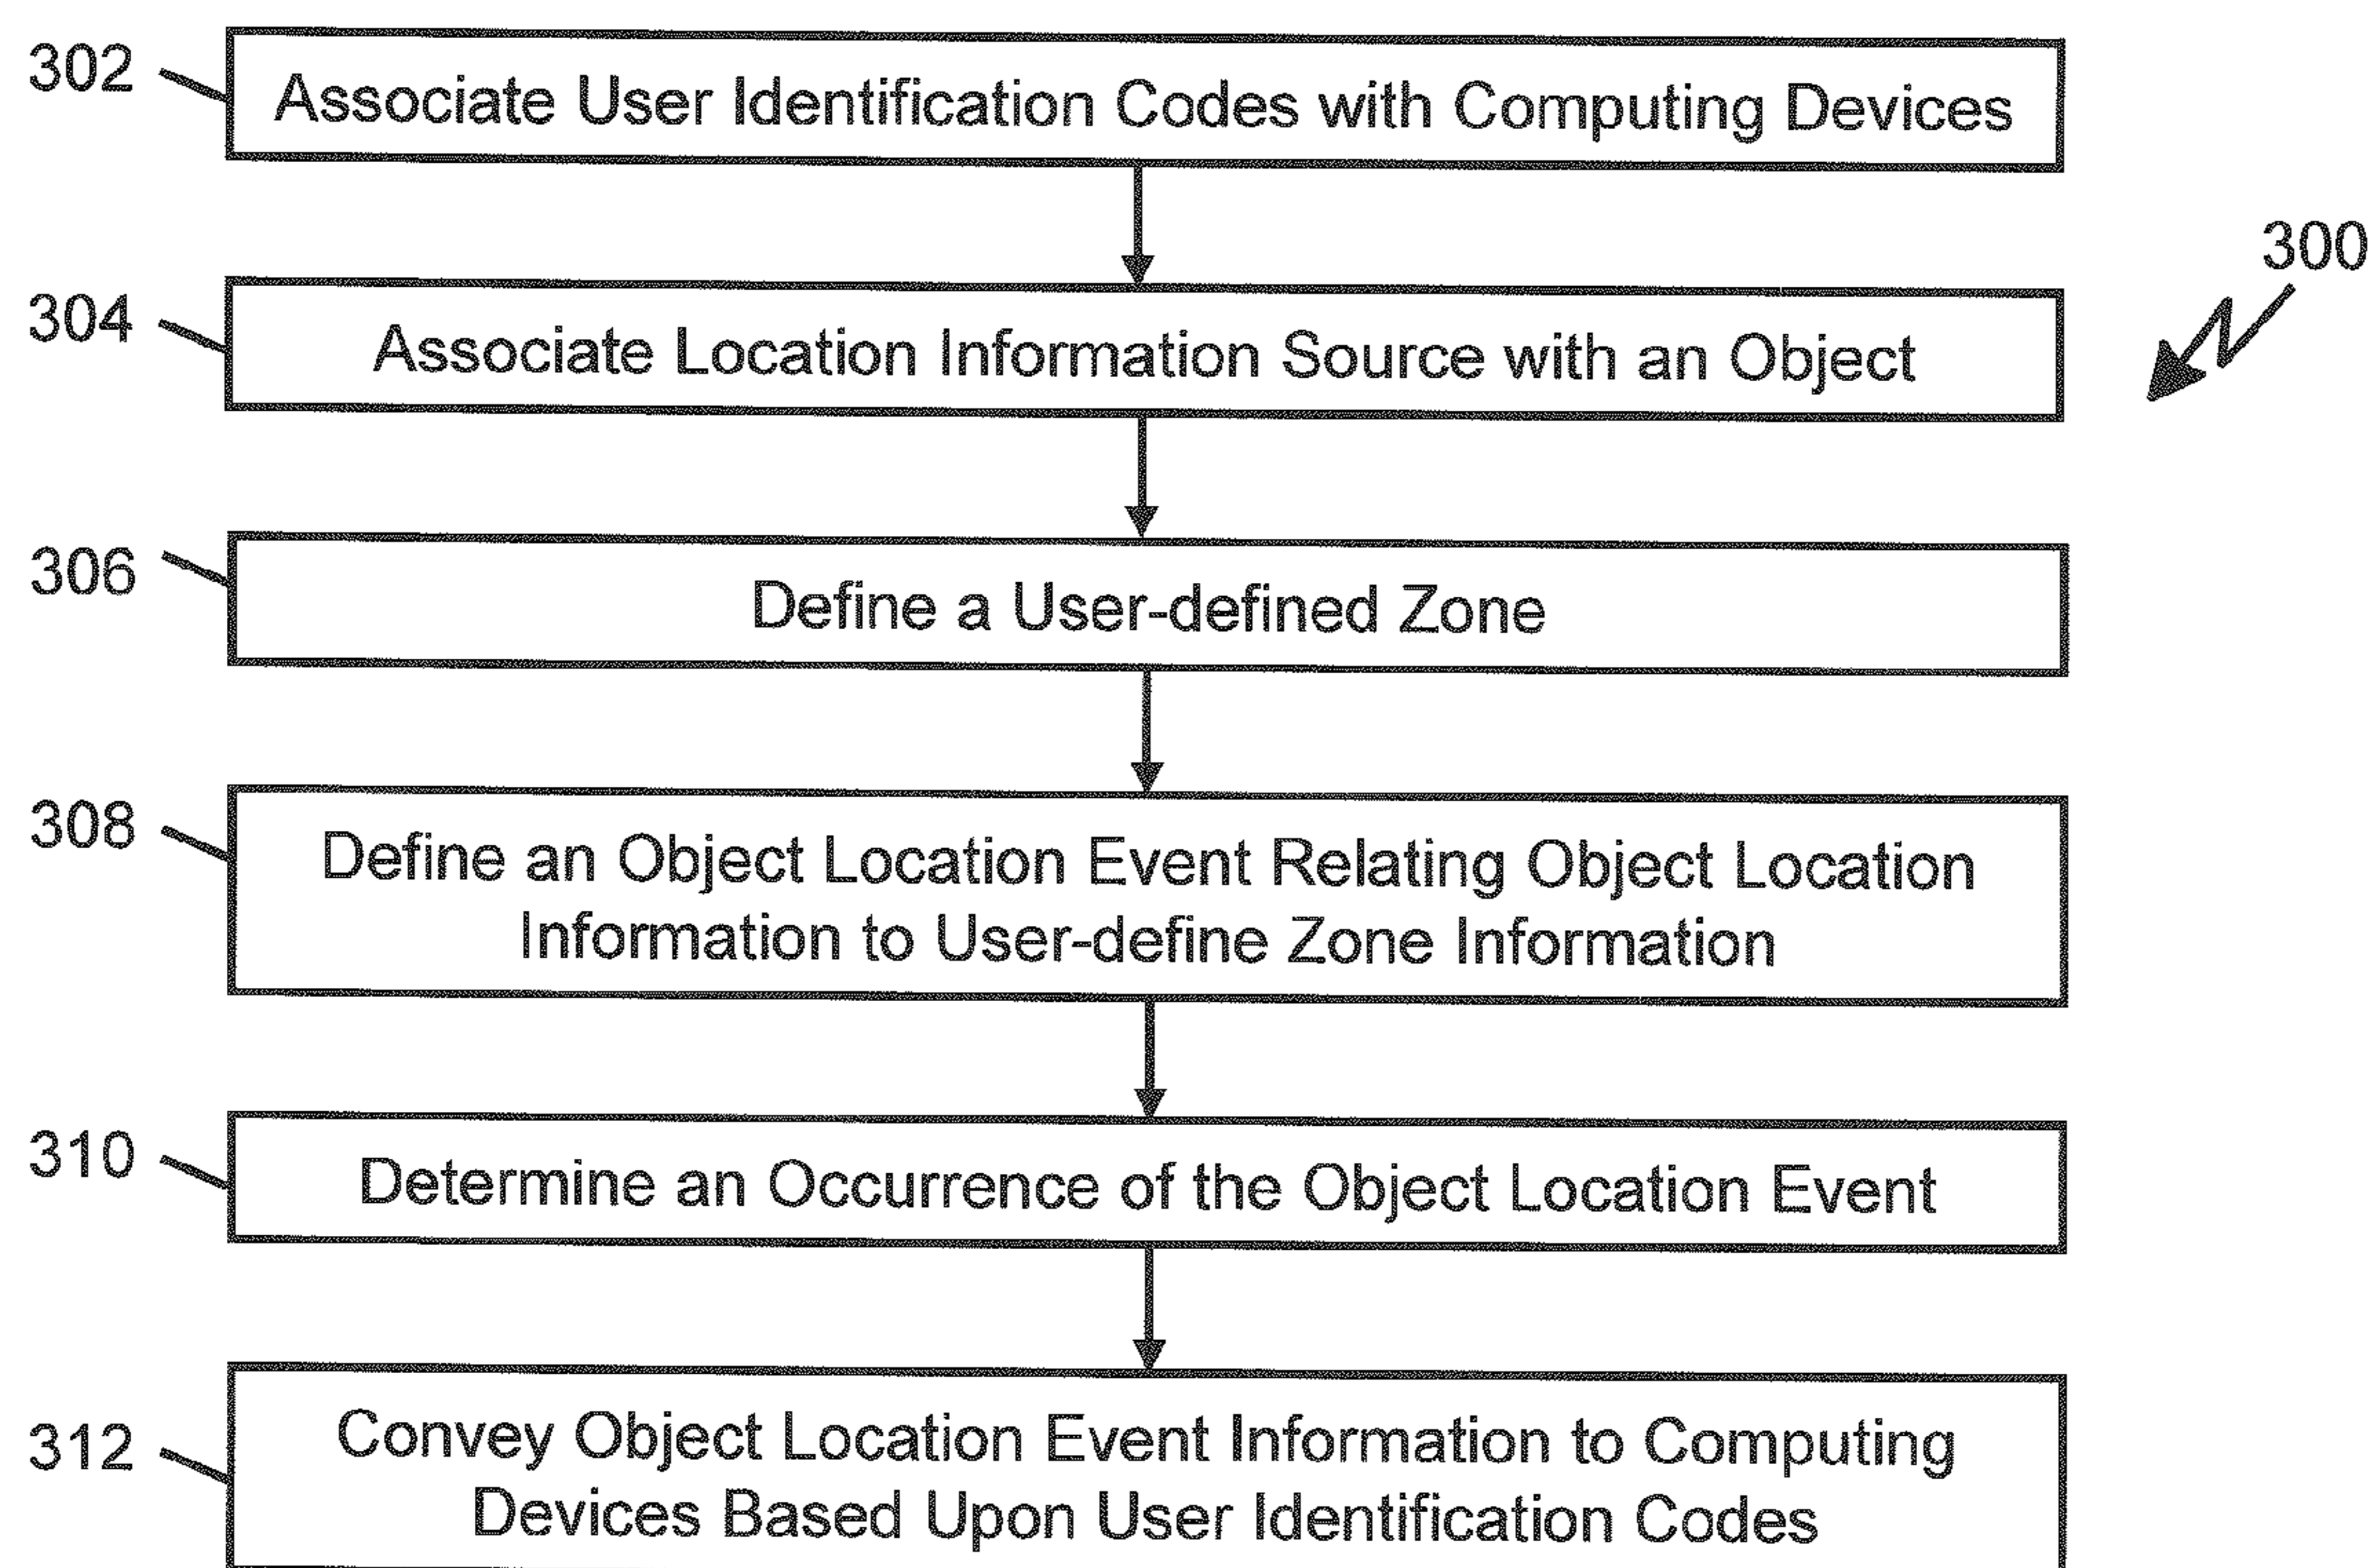 302
Associate User Identification Codes with Computing Devices
300
304
Associate Location Information Source with an Object
306
Define a User-defined Zone
308
Define an Object Location Event Relating Object Location
Information to User-define Zone Information
310
Determine an Occurrence of the Object Location Event
312
Convey Object Location Event Information to Computing
Devices Based Upon User Identification Codes